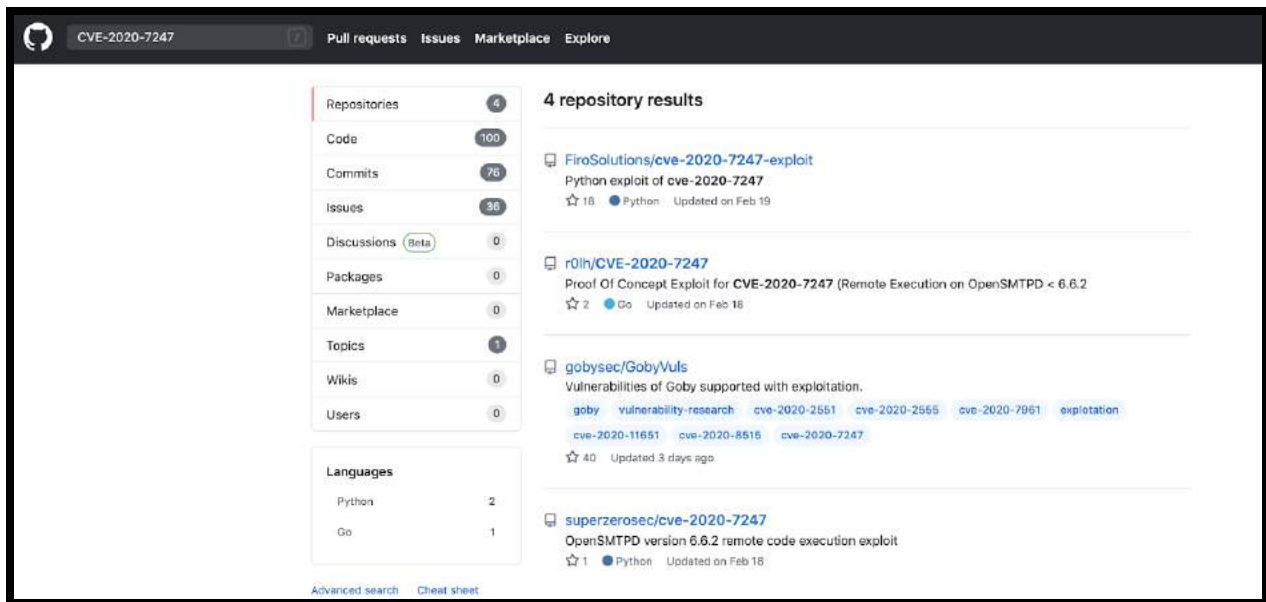 CVE-2020-7247 / Pull requests Issues Marketplace Explore
Repositories 4
Code 100
Commits 76
Issues 36
Discussions Beta 0
Packages 0
Marketplace 0
Topics 1
Wikis 0
Users 0
Languages
Python 2
Go 1
Advanced search Cheat sheet
4 repository results
FiroSolutions/cve-2020-7247-exploit
Python exploit of cve-2020-7247
18 Python Updated on Feb 19
r0lh/CVE-2020-7247
Proof Of Concept Exploit for CVE-2020-7247 (Remote Execution on OpenSMTPD < 6.6.2
2 Go Updated on Feb 18
gobysec/GobyVuls
Vulnerabilities of Goby supported with exploitation.
goby vulnerability-research cve-2020-2551 cve-2020-2555 cve-2020-7961 explotation
cve-2020-11651 cve-2020-8515 cve-2020-7247
40 Updated 3 days ago
superzerosec/cve-2020-7247
OpenSMTPD version 6.6.2 remote code execution exploit
1 Python Updated on Feb 18